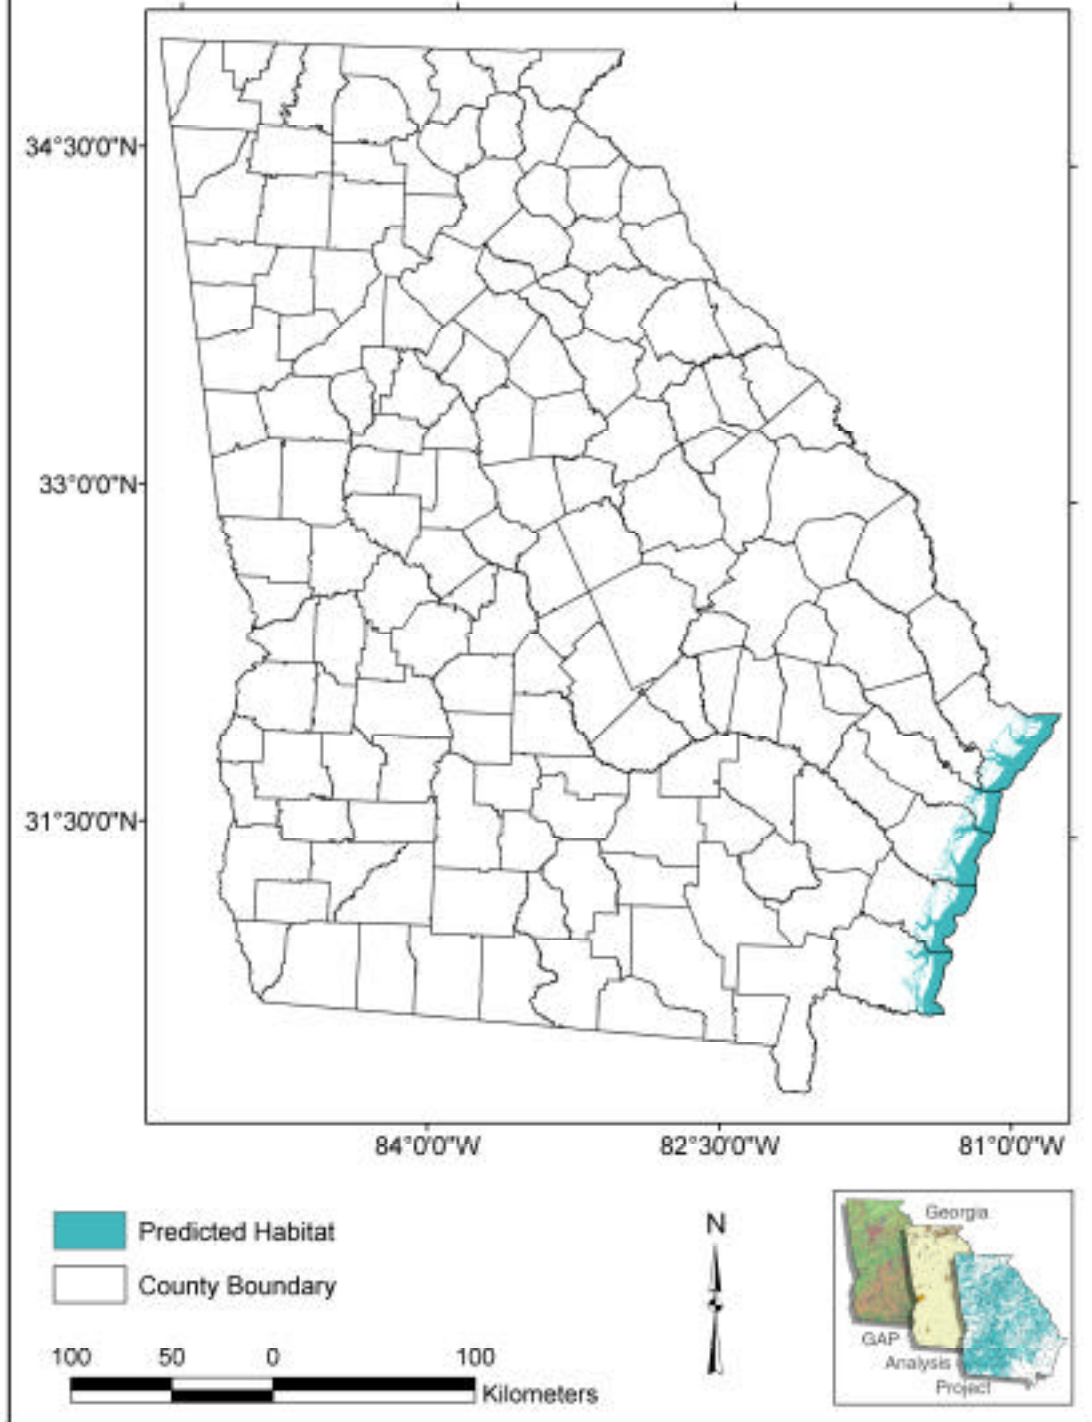 34°30'0"N
33°0'0"N
31°30'0"N
84°0'0"W 82°30'0"W 81°0'0"W
Predicted Habitat
County Boundary
100 50 0 100
Kilometers
N
Georgia
GAP
Analysis
Project